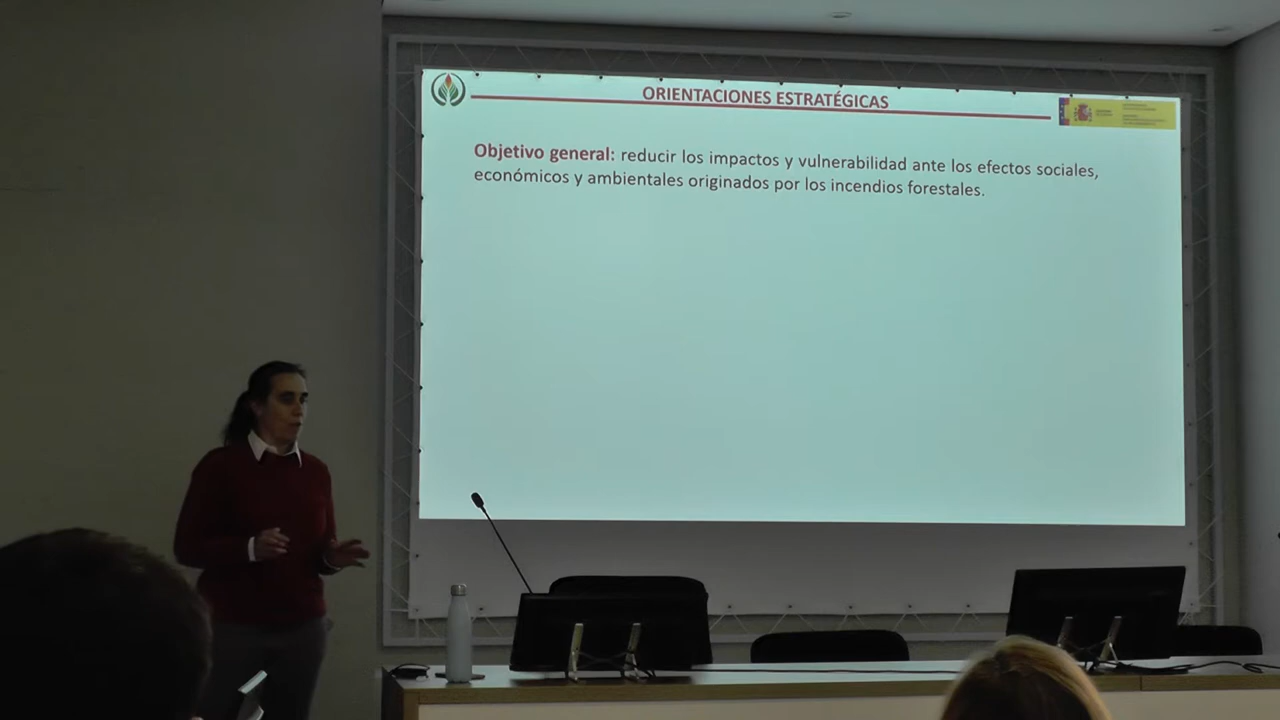 ORIENTACIONES ESTRATÉGICAS
Objetivo general: reducir los impactos y vulnerabilidad ante los efectos sociales,
económicos y ambientales originados por los incendios forestales.